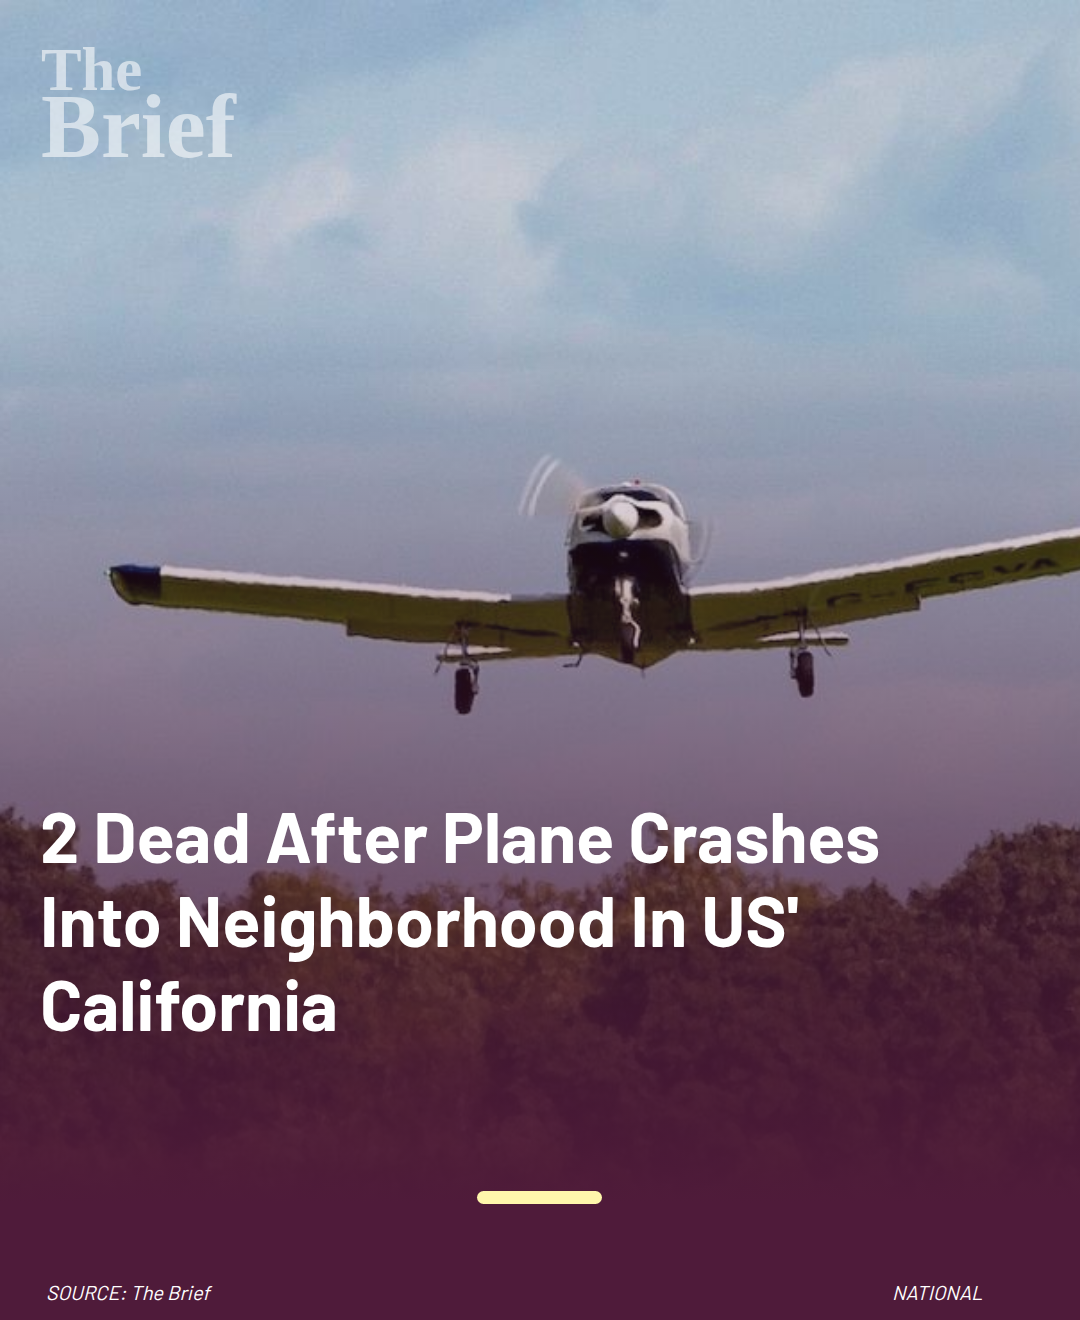 The
Brief
2 Dead After Plane Crashes
Into Neighborhood In US'
California
SOURCE: The Brief
NATIONAL